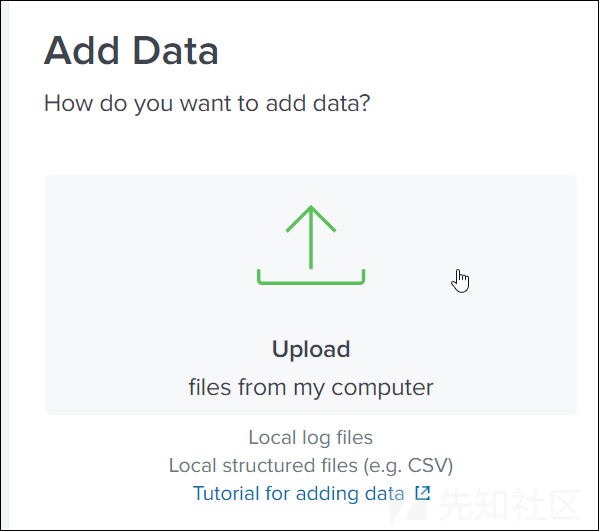 Add Data
How do you want to add data?
Upload
files from my computer
Local log files
Local structured files (e.g. CSV)
Tutorial for adding data
先知社区